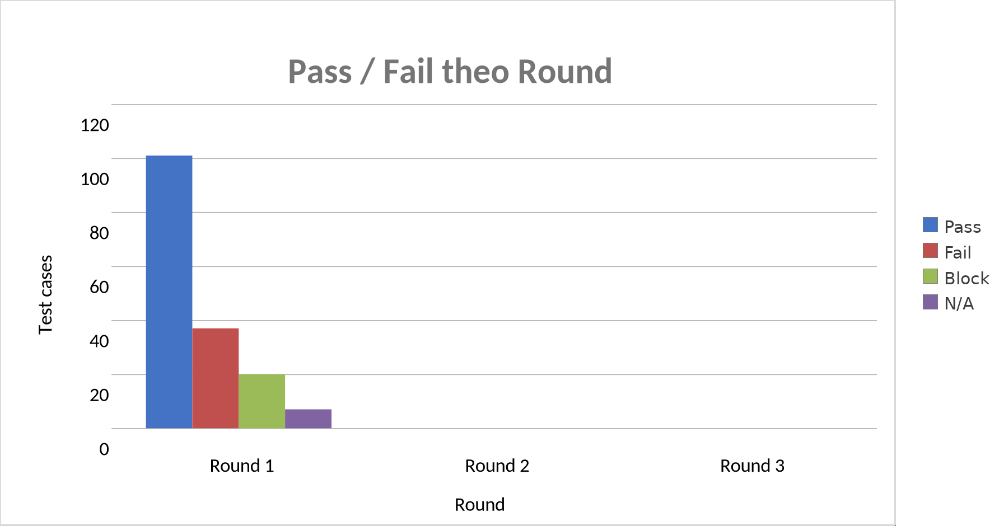 Pass / Fail theo Round
120
100
80
60
40
20
0
Test cases
Round 1
Round 2
Round 3
Round
Pass
Fail
Block
N/A